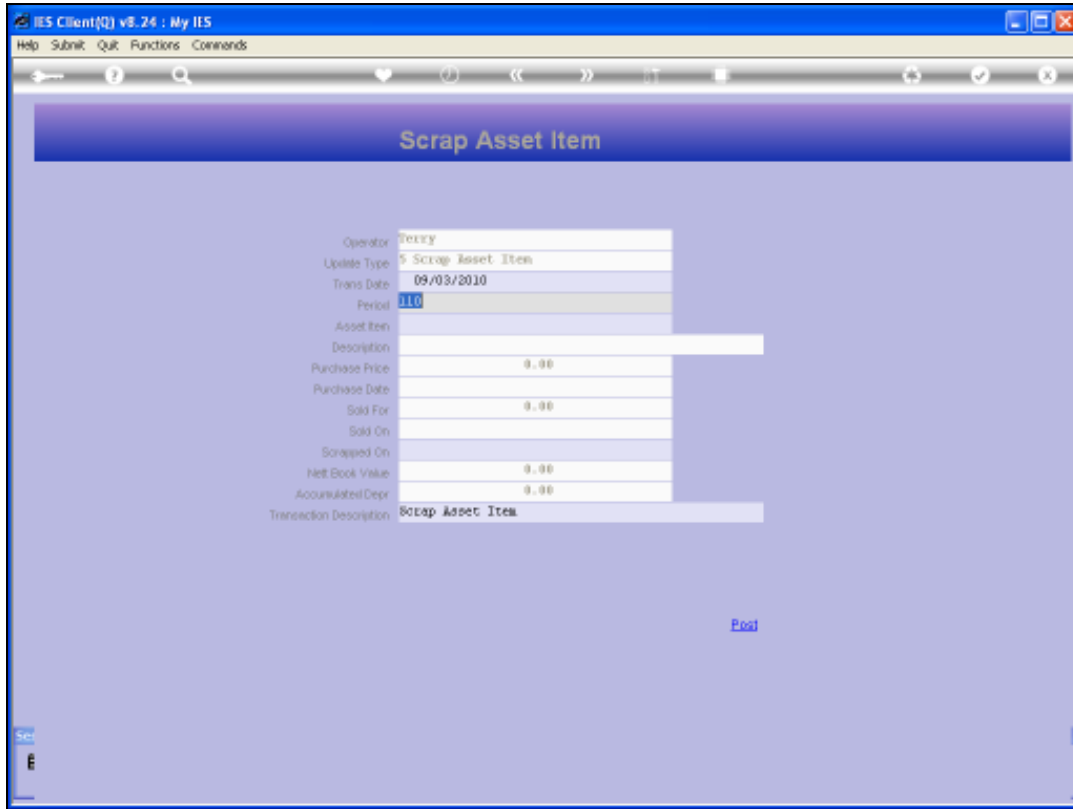 IES Client(Q) v8.24 : My IES
Help Submit Quit Functions Commands
Scrap Asset Item
Operator Terry
Update Type 5 Scrap Asset Item
Trans Date 09/03/2010
Period 110
Asset Item
Description
Purchase Price 0.00
Purchase Date
Sold For 0.00
Sold On
Scrapped On
Nett Book Value 0.00
Accumulated Depr 0.00
Transaction Description Scrap Asset Item
Post